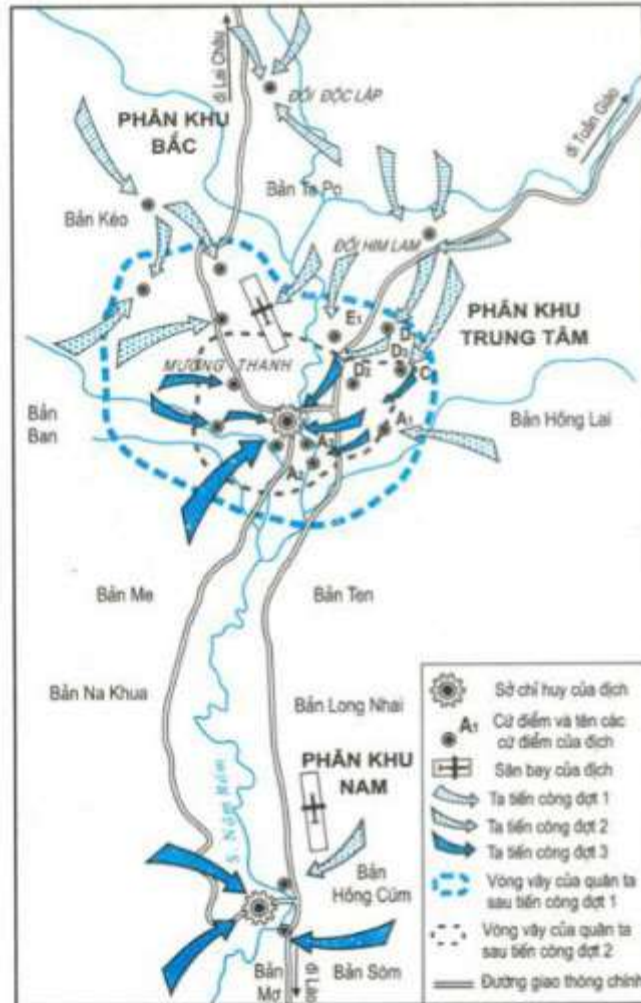 đi Lai Châu
ĐỒI ĐỘC LẬP
PHÂN KHU
BẮC
đi Tuần Giáo
Bản Ta Po
Bản Kéo
ĐỒI HIM LAM
E1
D1
PHÂN KHU
TRUNG TÂM
D3
D2
C
MƯỜNG THANH
Bản
Ban
A1
Bản Hồng Lai
A3
A2
Bản Me
Bản Ten
Bản Na Khua
Bản Long Nhai
PHÂN KHU
NAM
S. Nậm Rốm
Bản
Hồng Cúm
Bản
Mơ
đi Lào
Bản Sôm
Sở chỉ huy của địch
A1
Cứ điểm và tên các
cứ điểm của địch
Sân bay của địch
Ta tiến công đợt 1
Ta tiến công đợt 2
Ta tiến công đợt 3
Vòng vây của quân ta
sau tiến công đợt 1
Vòng vây của quân ta
sau tiến công đợt 2
Đường giao thông chính